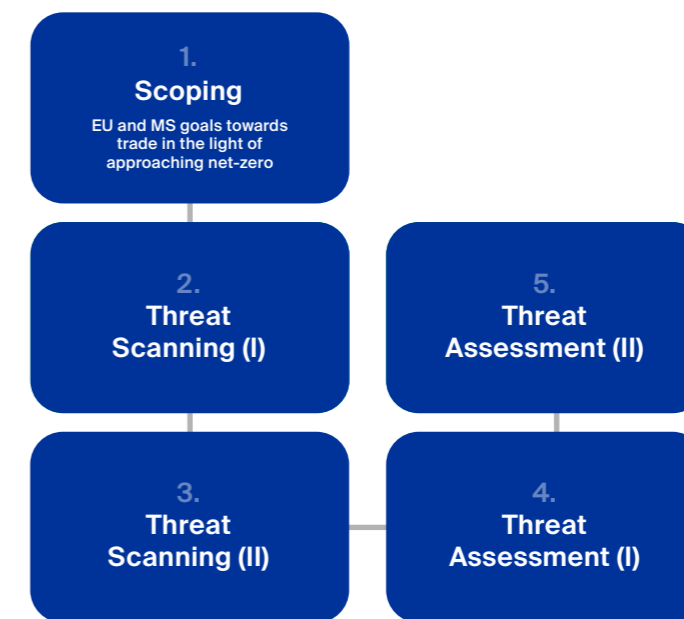 1.
Scoping
EU and MS goals towards
trade in the light of
approaching net-zero
2.
Threat
Scanning (I)
3.
Threat
Scanning (II)
4.
Threat
Assessment (I)
5.
Threat
Assessment (II)